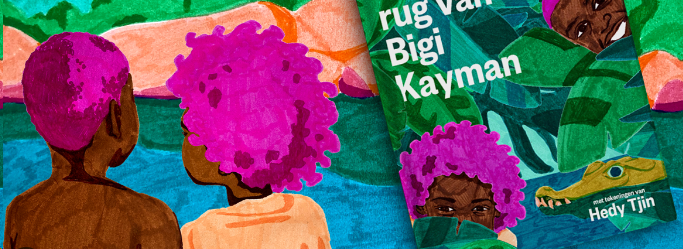 rug van
Bigi
Kayman
met tekeningen van
Hedy Tjin